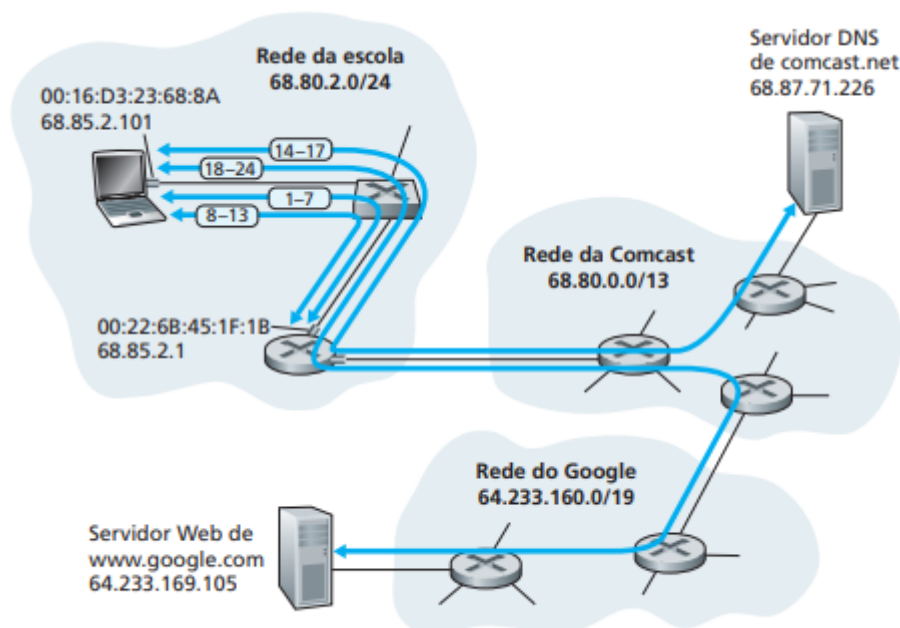 Rede da escola
68.80.2.0/24
00:16:D3:23:68:8A
68.85.2.101
14–17
18–24
1–7
8–13
00:22:6B:45:1F:1B
68.85.2.1
Servidor DNS
de comcast.net
68.87.71.226
Rede da Comcast
68.80.0.0/13
Rede do Google
64.233.160.0/19
Servidor Web de
www.google.com
64.233.169.105